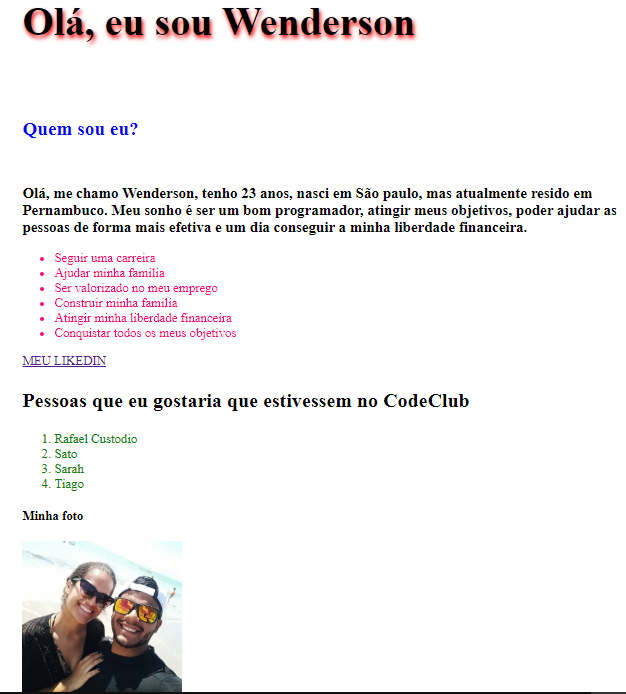 Olá, eu sou Wenderson
Quem sou eu?
Olá, me chamo Wenderson, tenho 23 anos, nasci em São paulo, mas atualmente resido em
Pernambuco. Meu sonho é ser um bom programador, atingir meus objetivos, poder ajudar as
pessoas de forma mais efetiva e um dia conseguir a minha liberdade financeira.
• Seguir uma carreira
• Ajudar minha familia
• Ser valorizado no meu emprego
• Construir minha familia
• Atingir minha liberdade financeira
• Conquistar todos os meus objetivos
MEU LIKEDIN
Pessoas que eu gostaria que estivessem no CodeClub
1. Rafael Custodio
2. Sato
3. Sarah
4. Tiago
Minha foto